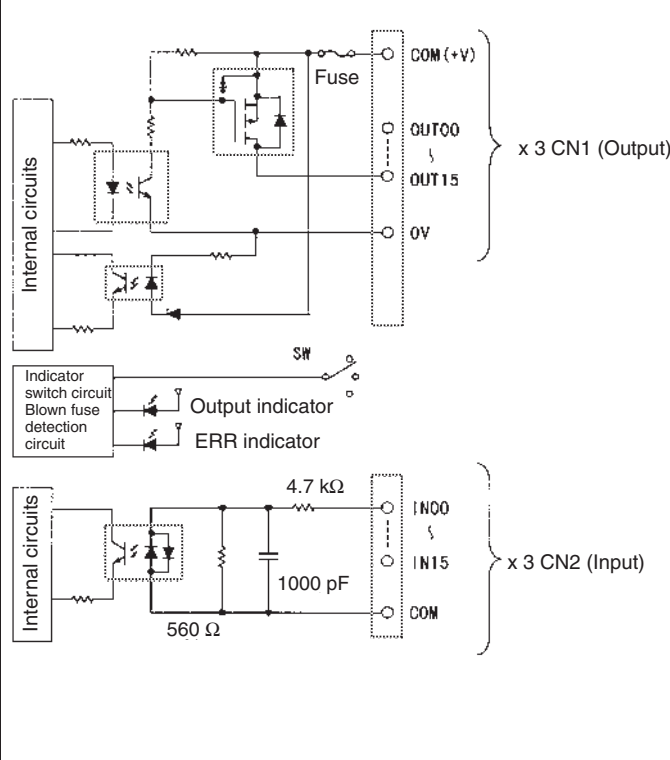 COM(+V)
Fuse
OUT00
x 3 CN1 (Output)
OUT15
Internal circuits
0V
SW
Indicator
switch circuit
Blown fuse
detection
circuit
Output indicator
ERR indicator
4.7 kΩ
IN00
Internal circuits
IN15
x 3 CN2 (Input)
1000 pF
COM
560 Ω